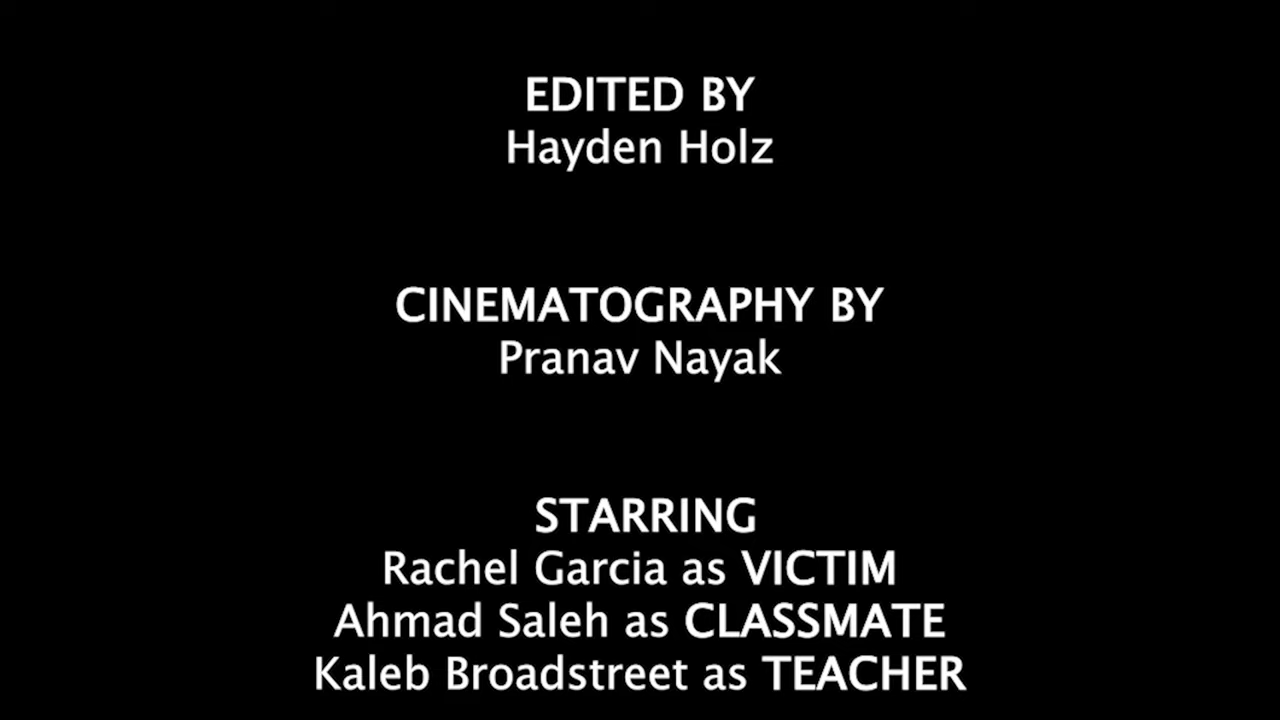 EDITED BY
Hayden Holz
CINEMATOGRAPHY BY
Pranav Nayak
STARRING
Rachel Garcia as VICTIM
Ahmad Saleh as CLASSMATE
Kaleb Broadstreet as TEACHER